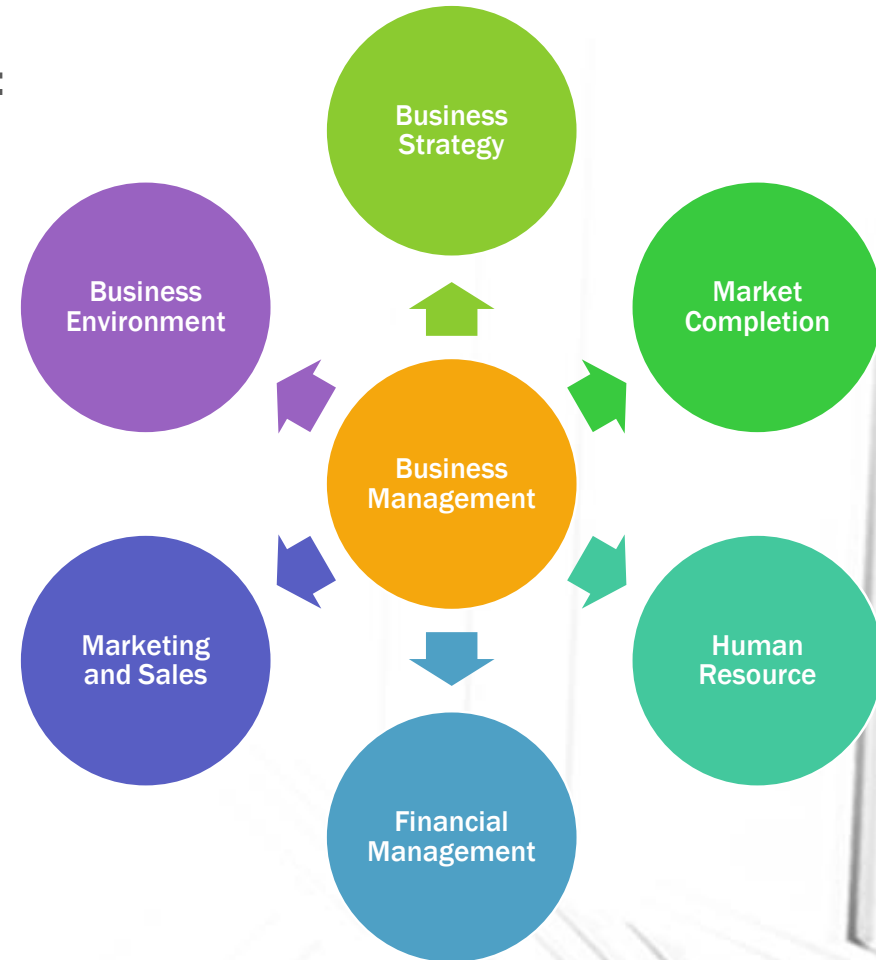 :
Business
Strategy
Business
Environment
Market
Completion
Business
Management
Marketing
and Sales
Human
Resource
Financial
Management